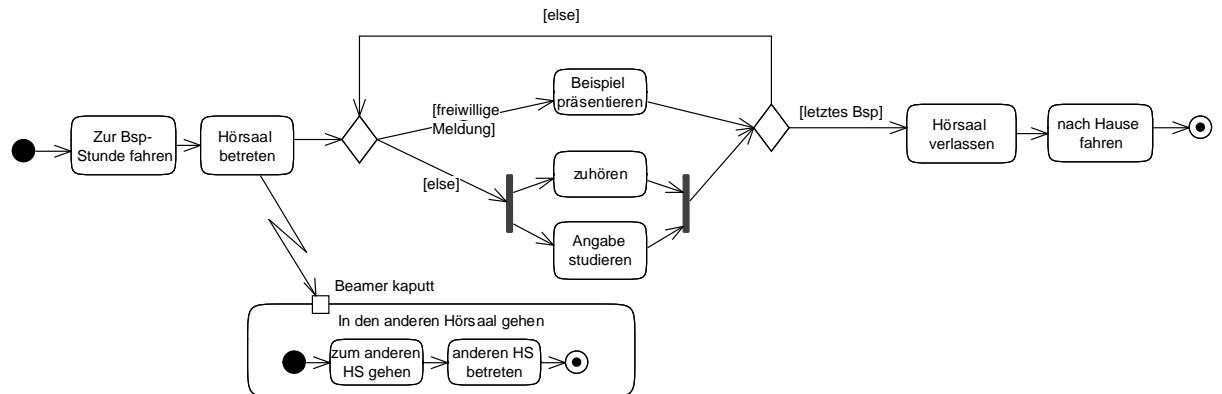 [else]
Zur Bsp-
Stunde fahren
Hörsaal
betreten
[freiwillige
Meldung]
[else]
Beispiel
präsentieren
zuhören
Angabe
studieren
[letztes Bsp]
Hörsaal
verlassen
nach Hause
fahren
Beamer kaputt
In den anderen Hörsaal gehen
zum anderen
HS gehen
anderen HS
betreten